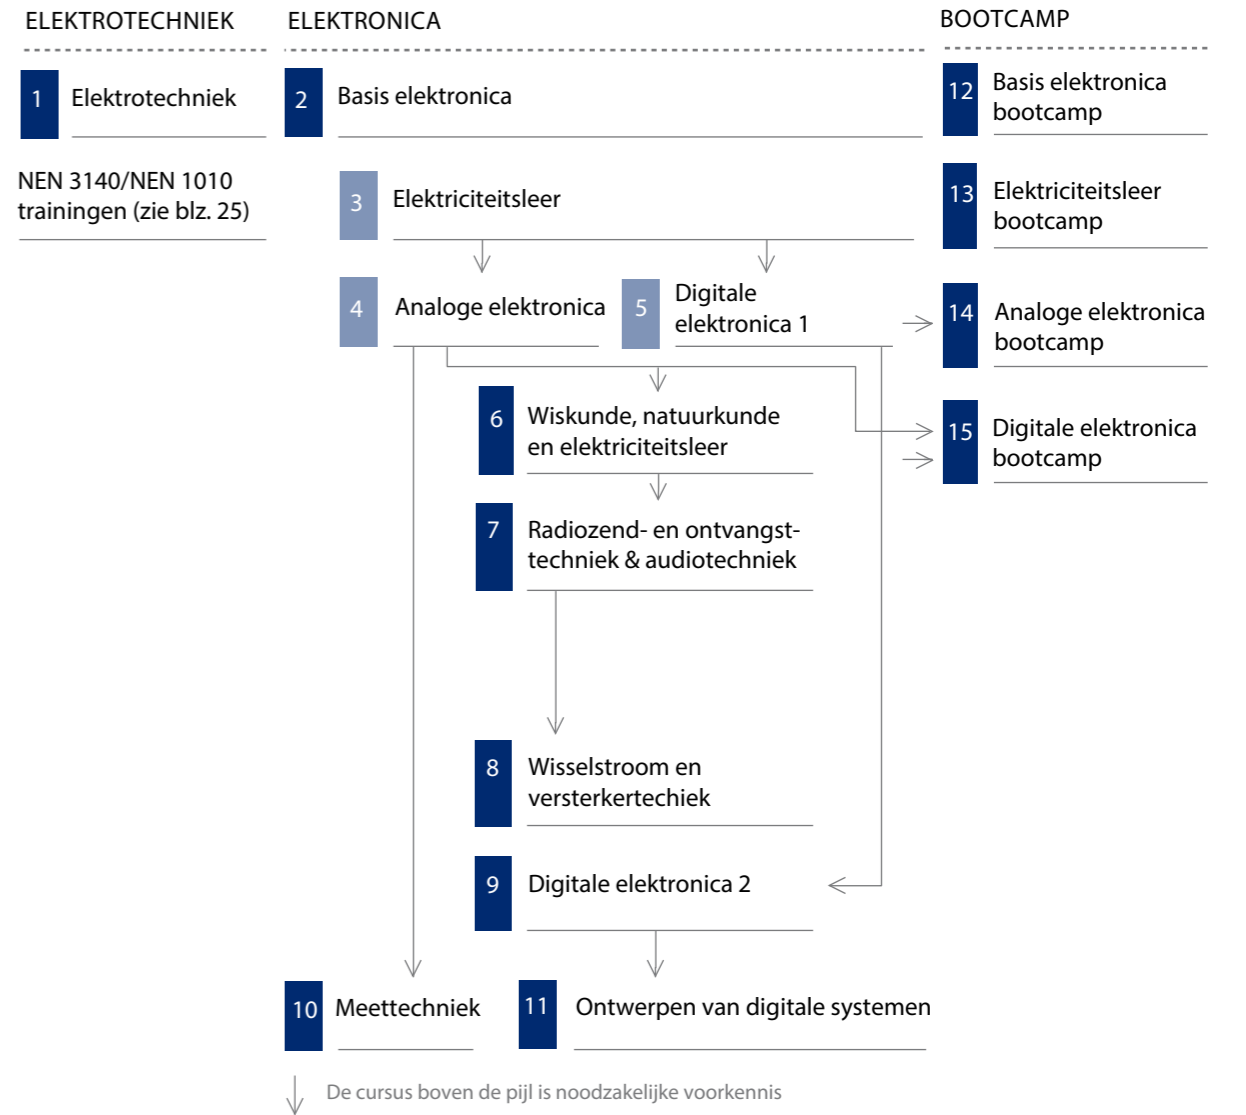 ELEKTROTECHNIEK
1 Elektrotechniek
NEN 3140/NEN 1010
trainingen (zie blz. 25)
ELEKTRONICA
2 Basis elektronica
3 Elektriciteitsleer
4 Analoge elektronica
5 Digitale
elektronica 1
6 Wiskunde, natuurkunde
en elektriciteitsleer
7 Radiozend- en ontvangst-
techniek & audiotechniek
8 Wisselstroom en
versterkertechiek
9 Digitale elektronica 2
10 Meettechniek
11 Ontwerpen van digitale systemen
BOOTCAMP
12 Basis elektronica
bootcamp
13 Elektriciteitsleer
bootcamp
14 Analoge elektronica
bootcamp
15 Digitale elektronica
bootcamp
De cursus boven de pijl is noodzakelijke voorkennis